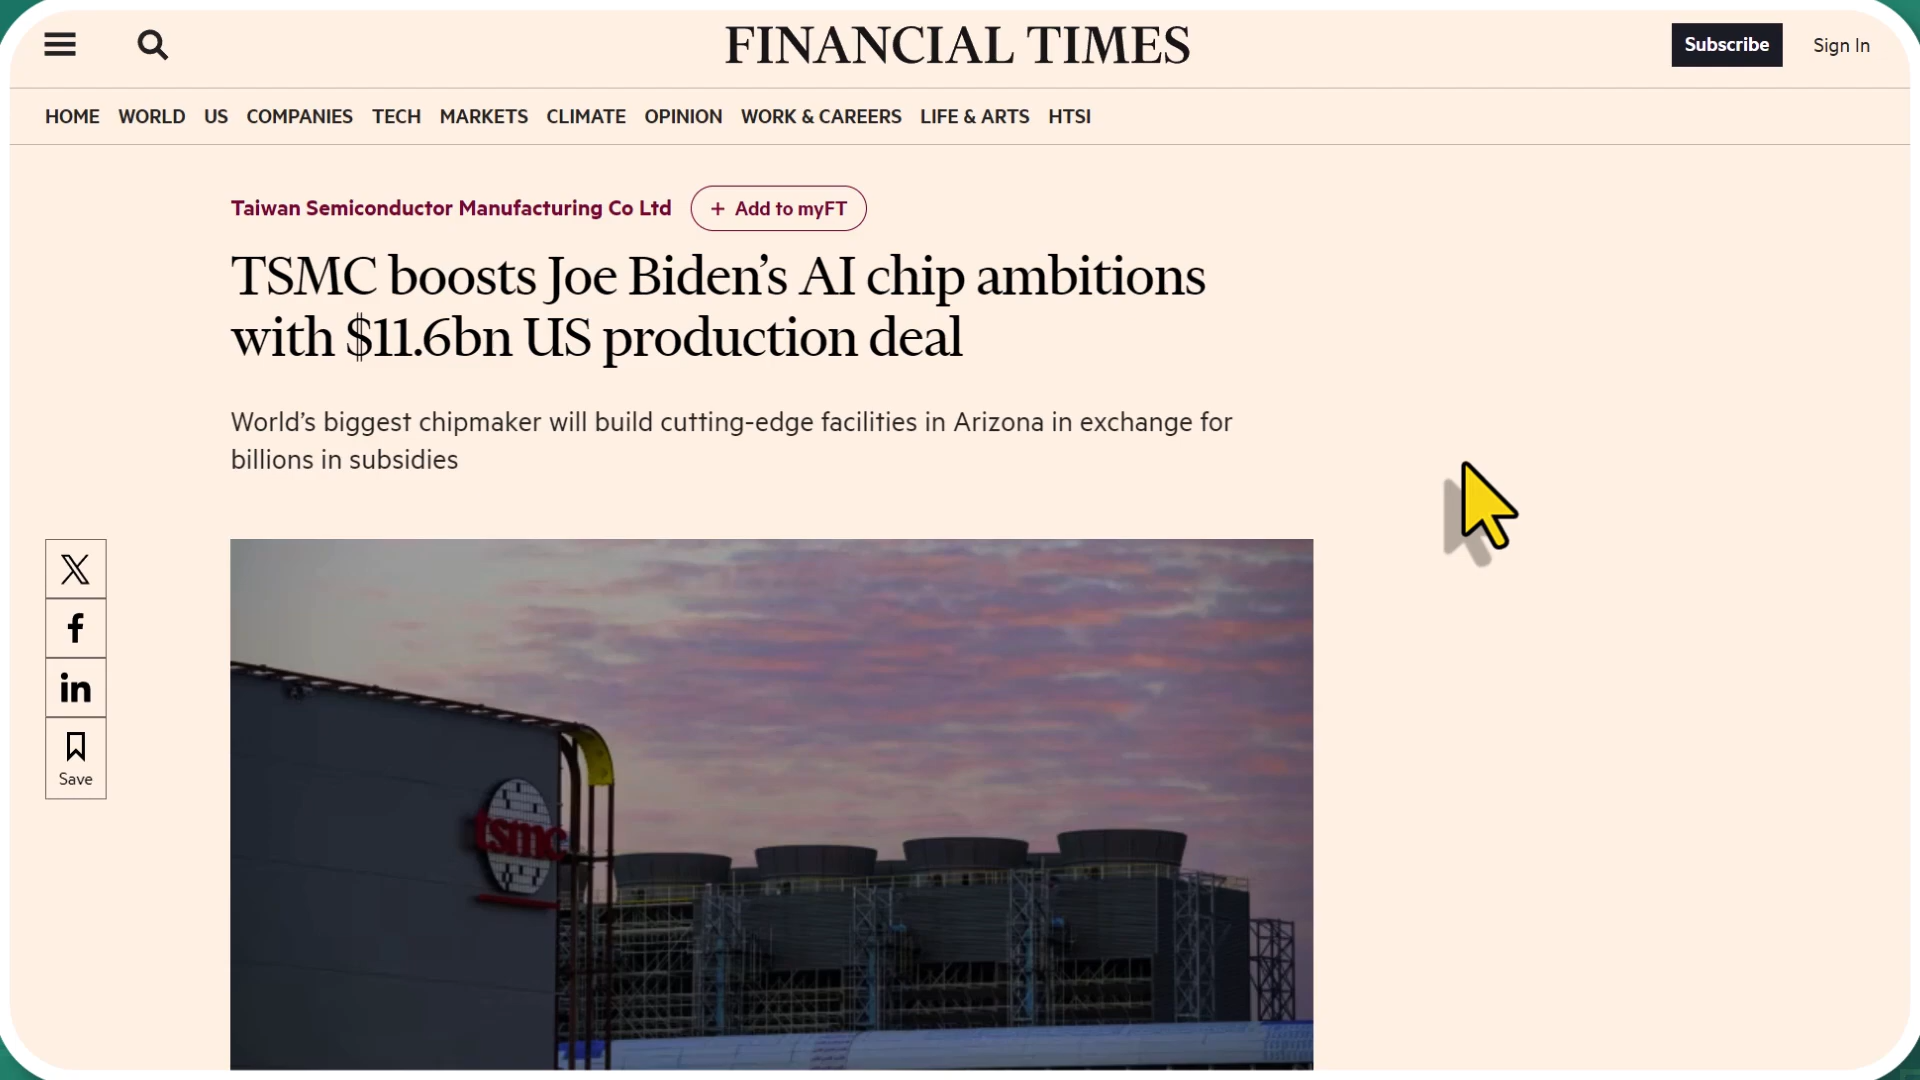 FINANCIAL TIMES
Subscribe
Sign In
HOME WORLD US COMPANIES TECH MARKETS CLIMATE OPINION WORK & CAREERS LIFE & ARTS HTSI
Taiwan Semiconductor Manufacturing Co Ltd
+ Add to myFT
TSMC boosts Joe Biden’s AI chip ambitions
with $11.6bn US production deal
World’s biggest chipmaker will build cutting-edge facilities in Arizona in exchange for
billions in subsidies
X
f
in
Save
tsmc